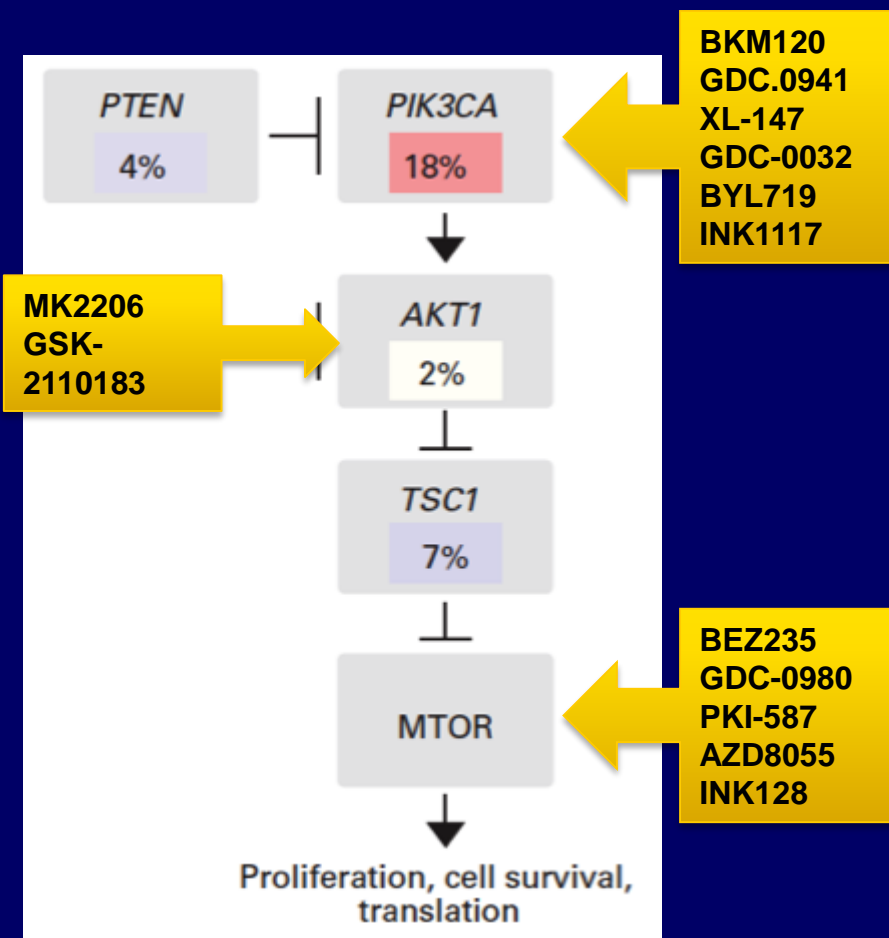 BKM120
GDC.0941
XL-147
GDC-0032
BYL719
INK1117
PTEN
4%
PIK3CA
18%
MK2206
GSK-
2110183
AKT1
2%
TSC1
7%
BEZ235
GDC-0980
PKI-587
AZD8055
INK128
MTOR
Proliferation, cell survival,
translation